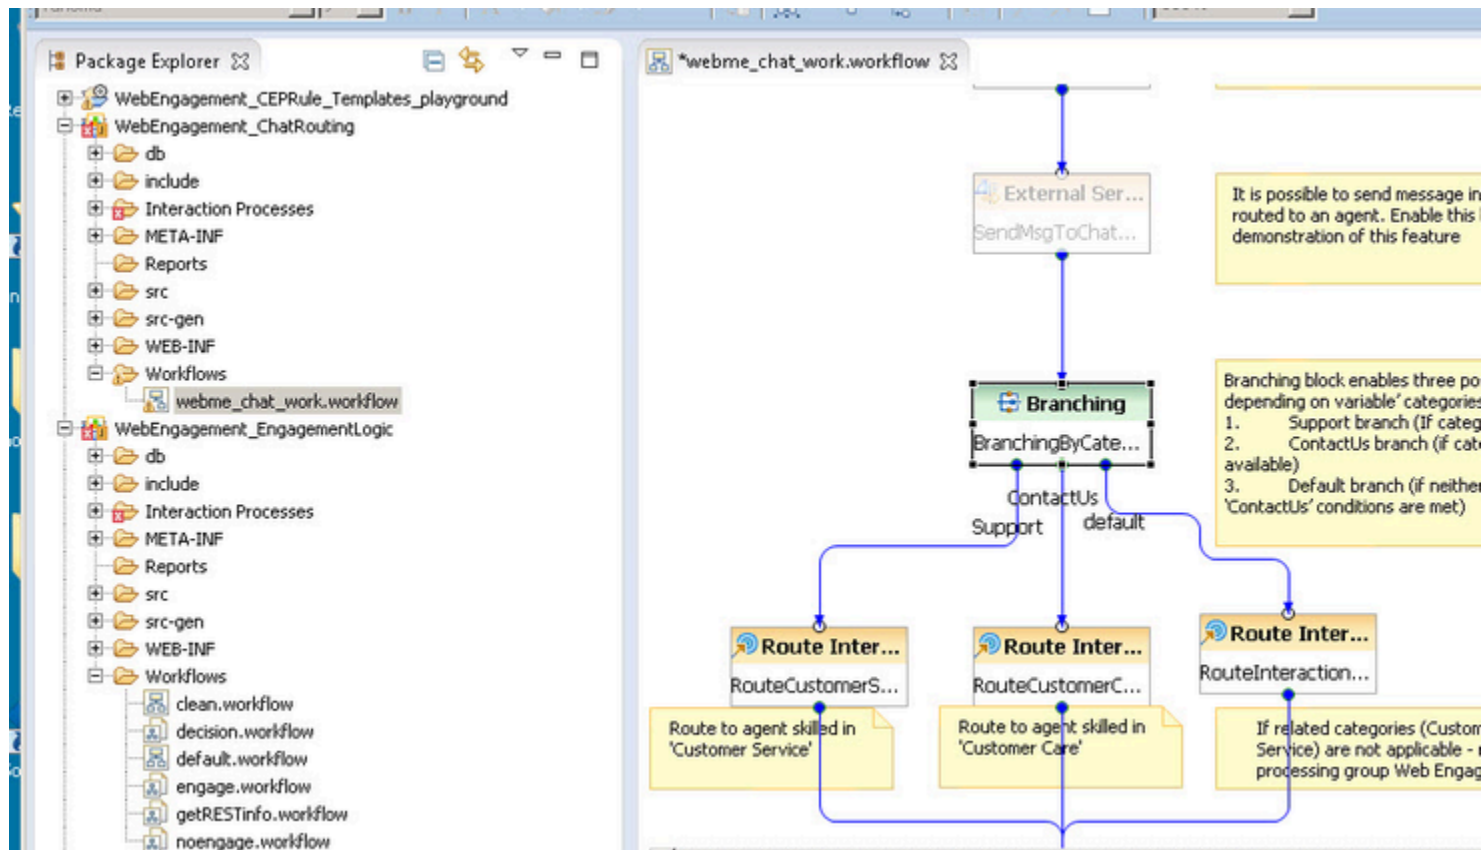 Package Explorer
WebEngagement_CEPRule_Templates_playground
WebEngagement_ChatRouting
db
include
Interaction Processes
META-INF
Reports
src
src-gen
WEB-INF
Workflows
webme_chat_work.workflow
WebEngagement_EngagementLogic
db
include
Interaction Processes
META-INF
Reports
src
src-gen
WEB-INF
Workflows
clean.workflow
decision.workflow
default.workflow
engage.workflow
getRESTinfo.workflow
noengage.workflow
*webme_chat_work.workflow
External Ser...
SendMsgToChat...
It is possible to send message in
routed to an agent. Enable this
demonstration of this feature
Branching
BranchingByCate...
Branching block enables three
depending on variable' categories
1. Support branch (If
2. ContactUs branch (if
available)
3. Default branch (if neither
'ContactUs' conditions are met)
ContactUs
Support
default
Route Inter...
RouteCustomerS...
Route to agent skilled in
'Customer Service'
Route Inter...
RouteCustomerC...
Route to agent skilled in
'Customer Care'
Route Inter...
RouteInteraction...
If related categories
Service) are not applicable -
processing group Web